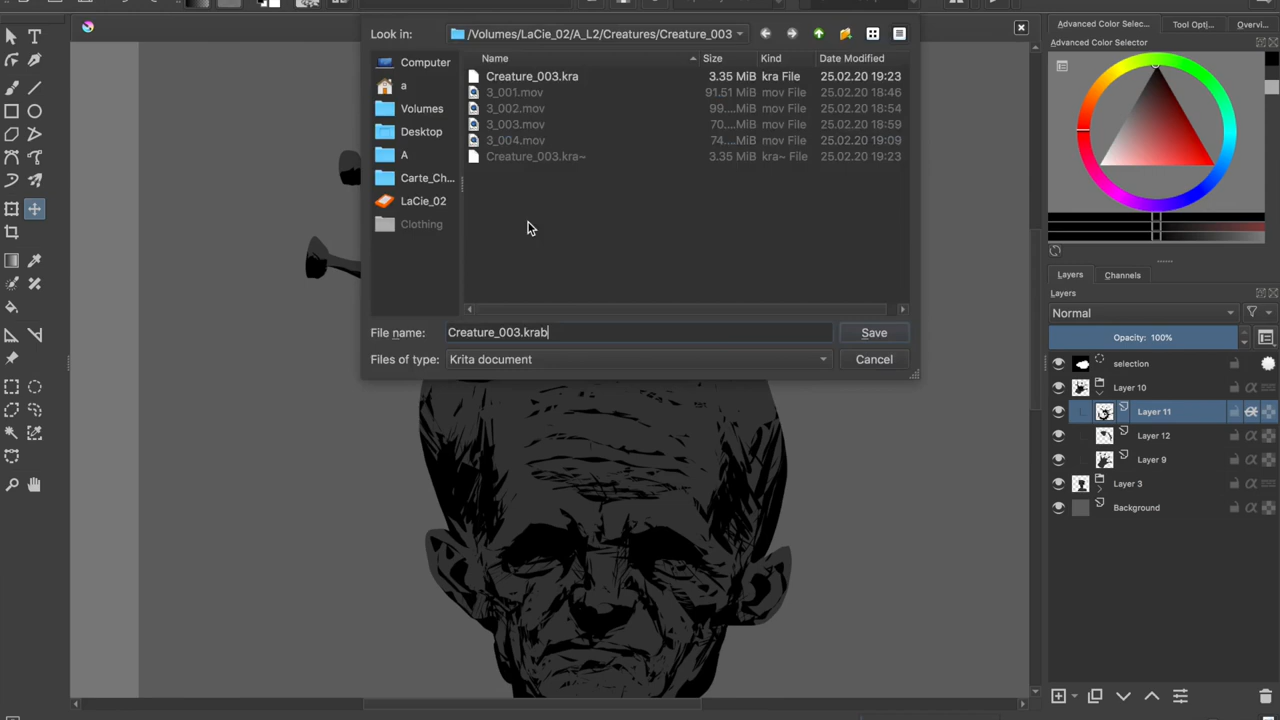 Advanced Color Selec...
Tool Opti...
Overvi...
Look in:
/Volumes/LaCie_02/A_L2/Creatures/Creature_003
Advanced Color Selector
Name
Size
Kind
Date Modified
Computer
a
Volumes
Desktop
A
Carte_Ch...
LaCie_02
Clothing
Creature_003.kra 3.35 MiB kra File 25.02.20 19:23
3_001.mov 91.51 MiB mov File 25.02.20 18:46
3_002.mov 99....MiB mov File 25.02.20 18:54
3_003.mov 70....MiB mov File 25.02.20 18:59
3_004.mov 74....MiB mov File 25.02.20 19:09
Creature_003.kra~ 3.35 MiB kra~ File 25.02.20 19:23
File name:
Creature_003.krab
Save
Files of type:
Krita document
Cancel
Layers
Channels
Layers
Normal
Opacity: 100%
selection
Layer 10
Layer 11
Layer 12
Layer 9
Layer 3
Background